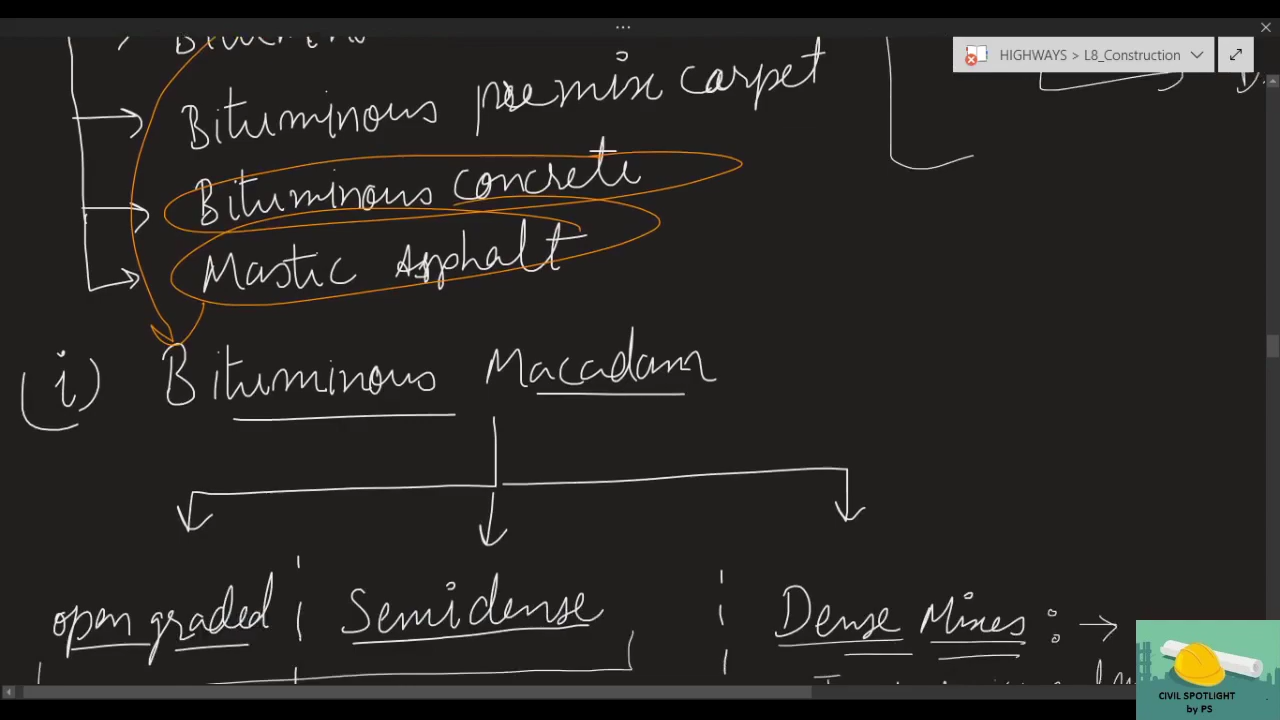 ...
HIGHWAYS > L8_Construction
Bituminous premix carpet
Bituminous concrete
Mastic Asphalt
(i) Bituminous Macadam
open graded
Semidense
Dense Mixes : →
CIVIL SPOTLIGHT
by PS